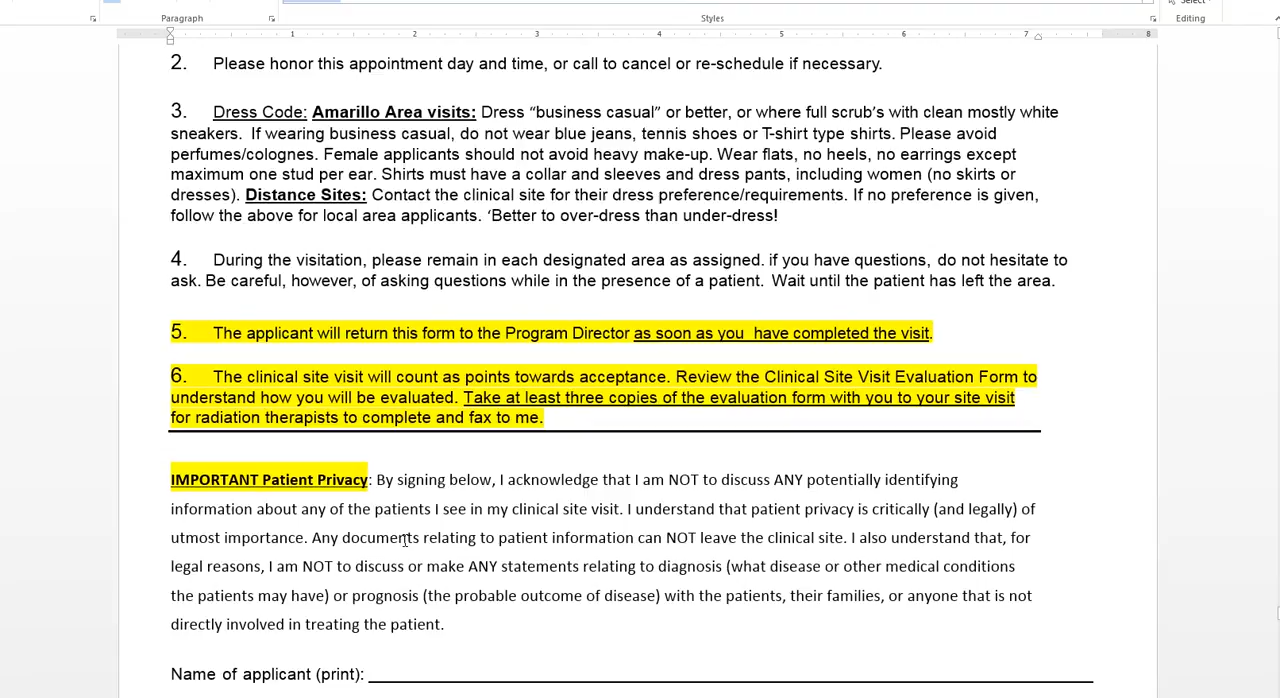 Paragraph
Styles
Select
Editing
1 2 3 4 5 6 7 8
2. Please honor this appointment day and time, or call to cancel or re-schedule if necessary.
3. Dress Code: Amarillo Area visits: Dress “business casual” or better, or where full scrub’s with clean mostly white
sneakers. If wearing business casual, do not wear blue jeans, tennis shoes or T-shirt type shirts. Please avoid
perfumes/colognes. Female applicants should not avoid heavy make-up. Wear flats, no heels, no earrings except
maximum one stud per ear. Shirts must have a collar and sleeves and dress pants, including women (no skirts or
dresses). Distance Sites: Contact the clinical site for their dress preference/requirements. If no preference is given,
follow the above for local area applicants. ‘Better to over-dress than under-dress!
4. During the visitation, please remain in each designated area as assigned. if you have questions, do not hesitate to
ask. Be careful, however, of asking questions while in the presence of a patient. Wait until the patient has left the area.
5. The applicant will return this form to the Program Director as soon as you have completed the visit.
6. The clinical site visit will count as points towards acceptance. Review the Clinical Site Visit Evaluation Form to
understand how you will be evaluated. Take at least three copies of the evaluation form with you to your site visit
for radiation therapists to complete and fax to me.
IMPORTANT Patient Privacy: By signing below, I acknowledge that I am NOT to discuss ANY potentially identifying
information about any of the patients I see in my clinical site visit. I understand that patient privacy is critically (and legally) of
utmost importance. Any documents relating to patient information can NOT leave the clinical site. I also understand that, for
legal reasons, I am NOT to discuss or make ANY statements relating to diagnosis (what disease or other medical conditions
the patients may have) or prognosis (the probable outcome of disease) with the patients, their families, or anyone that is not
directly involved in treating the patient.
Name of applicant (print):